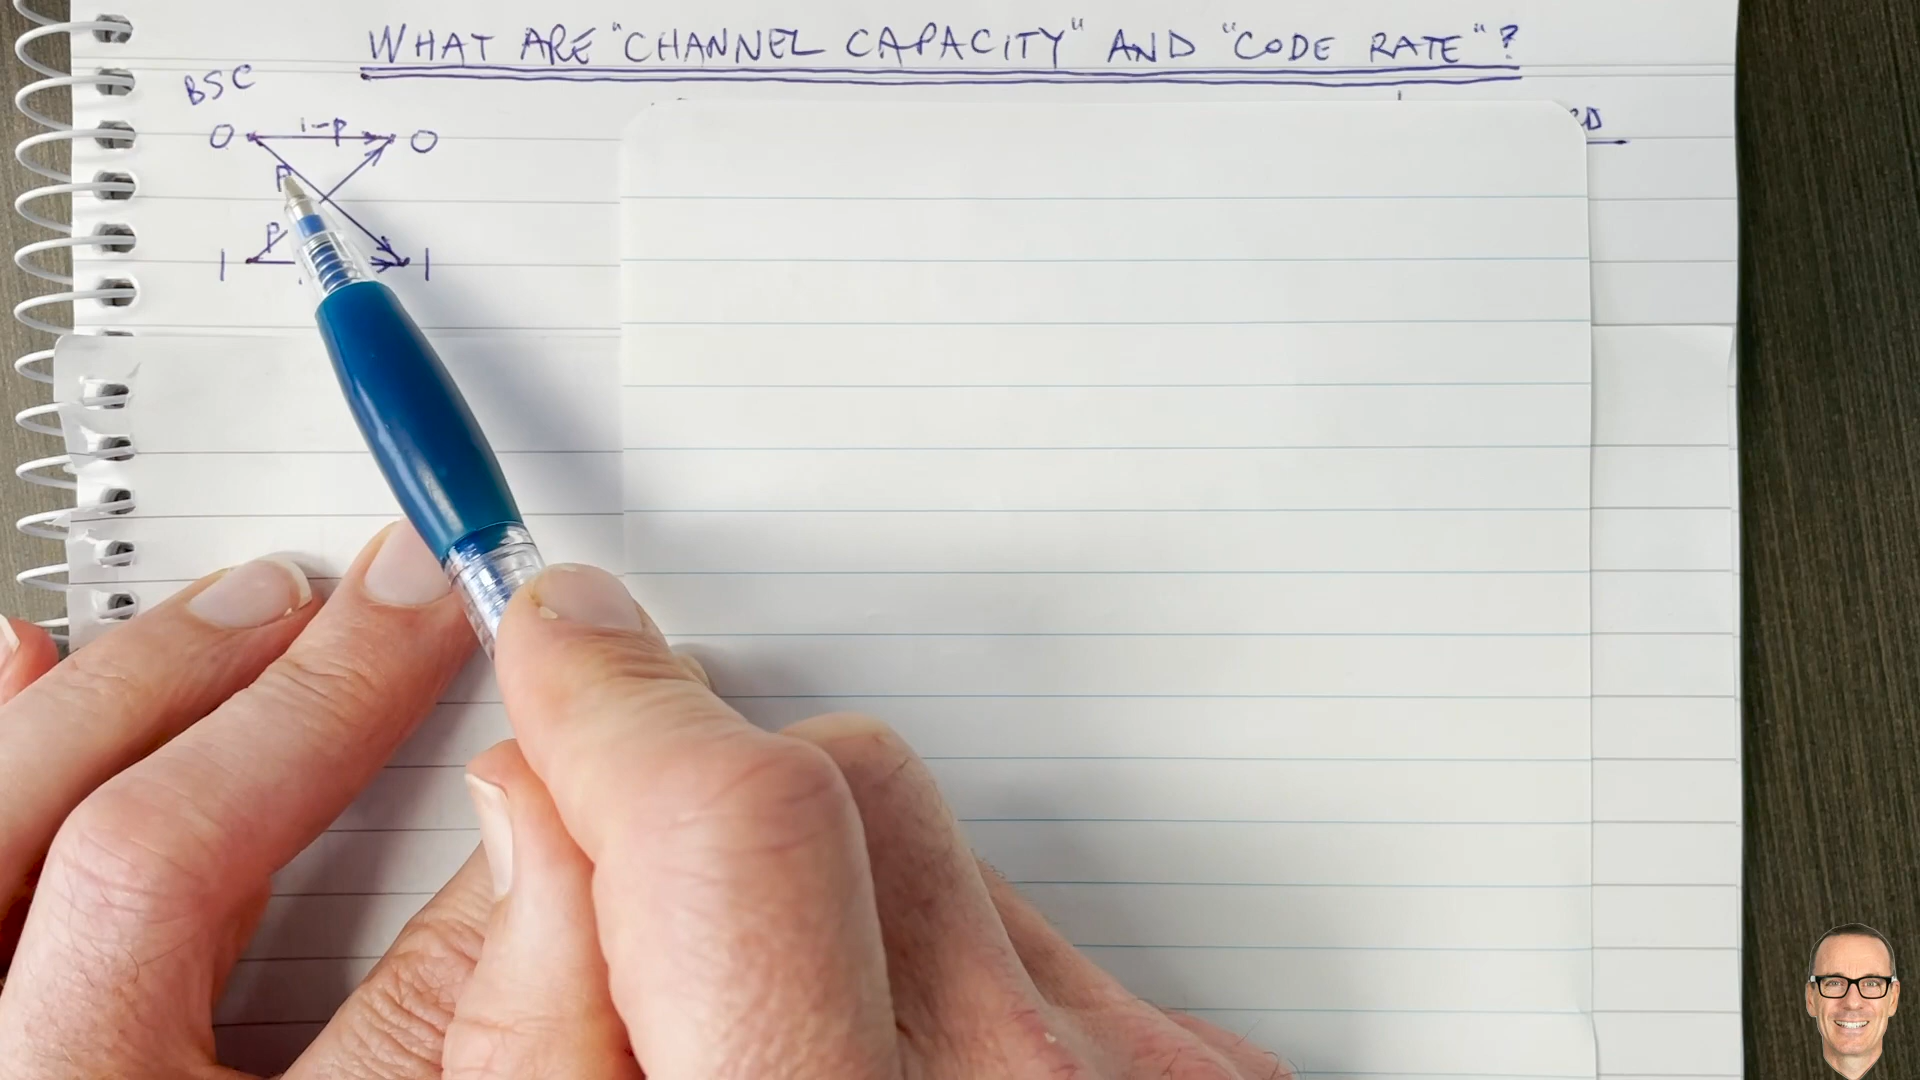 WHAT ARE "CHANNEL CAPACITY" AND "CODE RATE"?
BSC
0 1-p 0
P
P
1 1